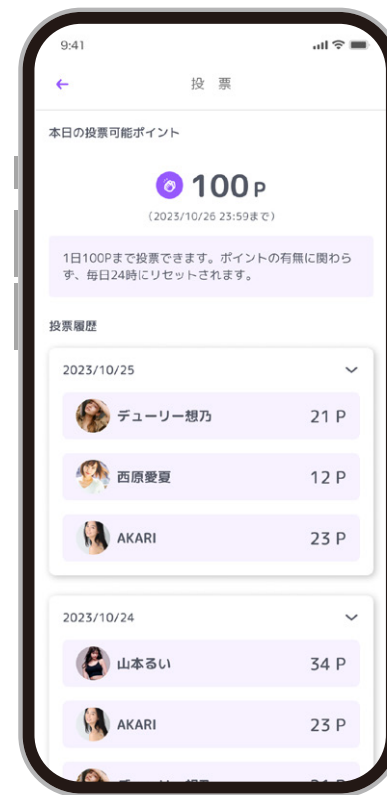 9:41
投票
本日の投票可能ポイント
100P
(2023/10/26 23:59まで)
1日100Pまで投票できます。ポイントの有無に関わら
ず、毎日24時にリセットされます。
投票履歴
2023/10/25
デューリー想乃 21 P
西原愛夏 12 P
AKARI 23 P
2023/10/24
山本るい 34 P
AKARI 23 P